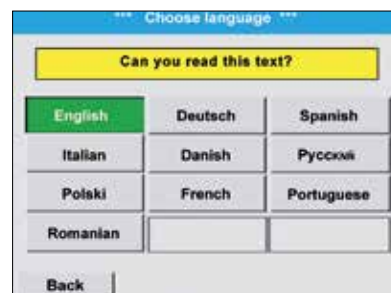 *** Choose language ***
Can you read this text?
English Deutsch Spanish
Italian Danish Русский
Polski French Portuguese
Romanian
Back